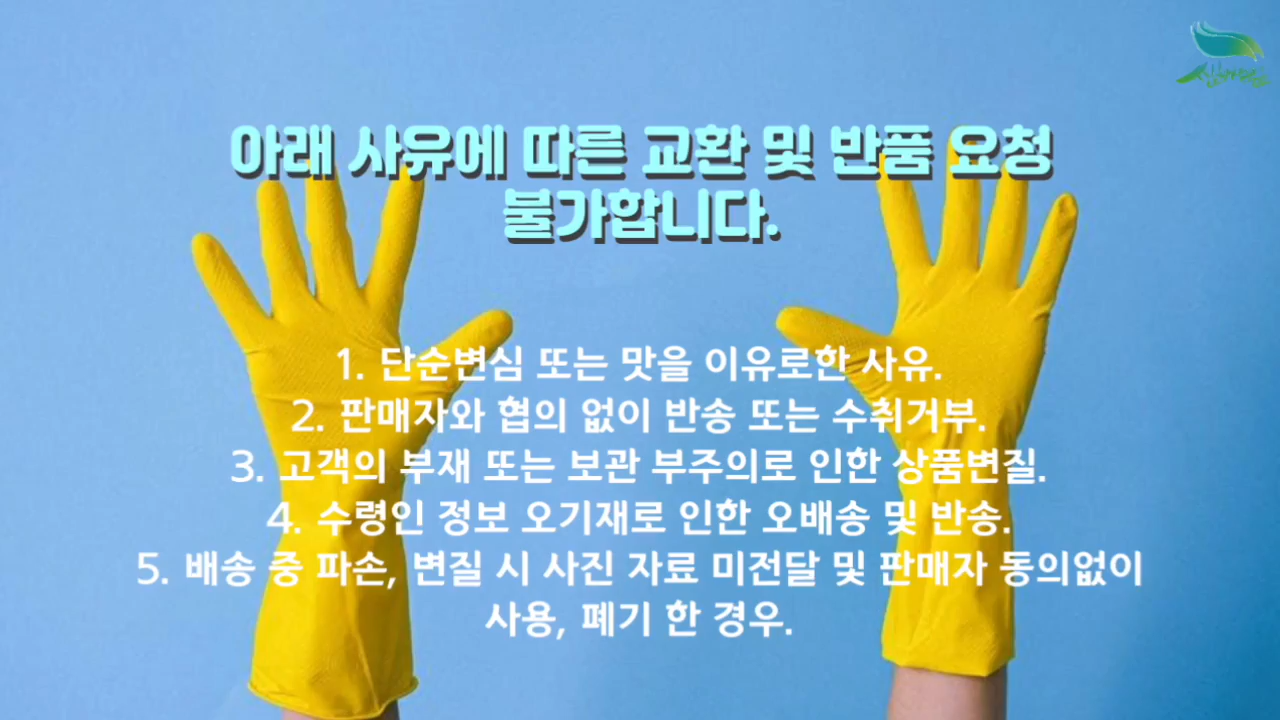 아래 사유에 따른 교환 및 반품 요청
불가합니다.
1. 단순변심 또는 맛을 이유로한 사유.
2. 판매자와 협의 없이 반송 또는 수취거부.
3. 고객의 부재 또는 보관 부주의로 인한 상품변질.
4. 수령인 정보 오기재로 인한 오배송 및 반송.
5. 배송 중 파손, 변질 시 사진 자료 미전달 및 판매자 동의없이
사용, 폐기 한 경우.